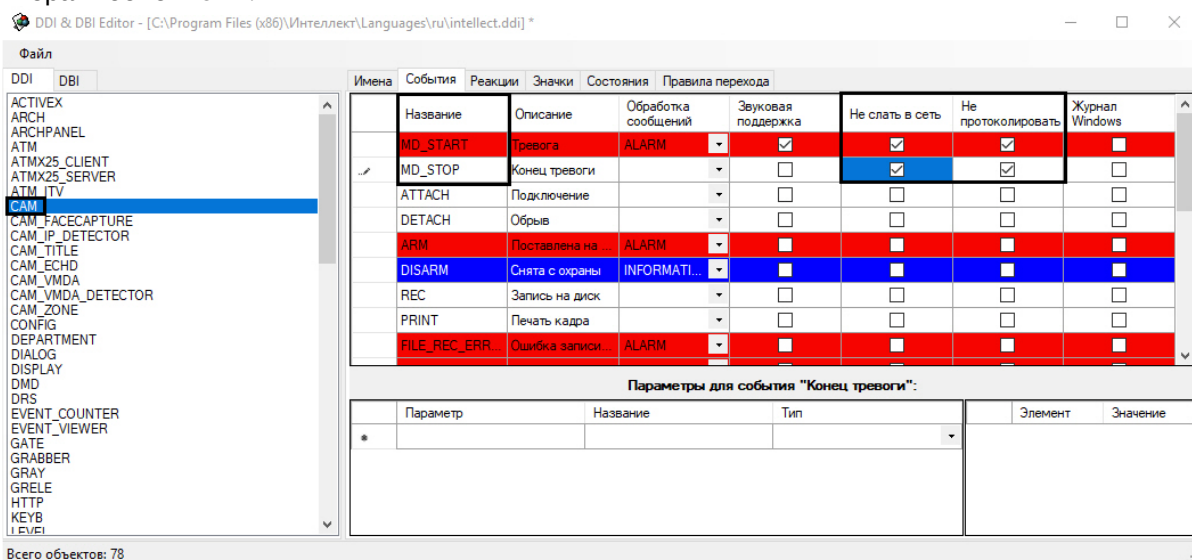 DDI & DBI Editor - [C:\Program Files (x86)\Интеллект\Languages\ru\intellect.ddi] *
Файл
DDI DBI
ACTIVEX
ARCH
ARCHPANEL
ATM
ATMX25_CLIENT
ATMX25_SERVER
ATM_ITV
CAM
CAM_FACECAPTURE
CAM_IP_DETECTOR
CAM_TITLE
CAM_ECHD
CAM_VMDA
CAM_VMDA_DETECTOR
CAM_ZONE
CONFIG
DEPARTMENT
DIALOG
DISPLAY
DMD
DRS
EVENT_COUNTER
EVENT_VIEWER
GATE
GRABBER
GRAY
GRELE
HTTP
KEYB
LEVEL
Имена События Реакции Значки Состояния Правила перехода
Название Описание Обработка сообщений Звуковая поддержка Не слать в сеть Не протоколировать Журнал Windows
MD_START Тревога ALARM
MD_STOP Конец тревоги
ATTACH Подключение
DETACH Обрыв
ARM Поставлена на ... ALARM
DISARM Снята с охраны INFORMATI...
REC Запись на диск
PRINT Печать кадра
FILE_REC_ERR... Ошибка записи... ALARM
Параметры для события "Конец тревоги":
Параметр Название Тип Элемент Значение
Всего объектов: 78